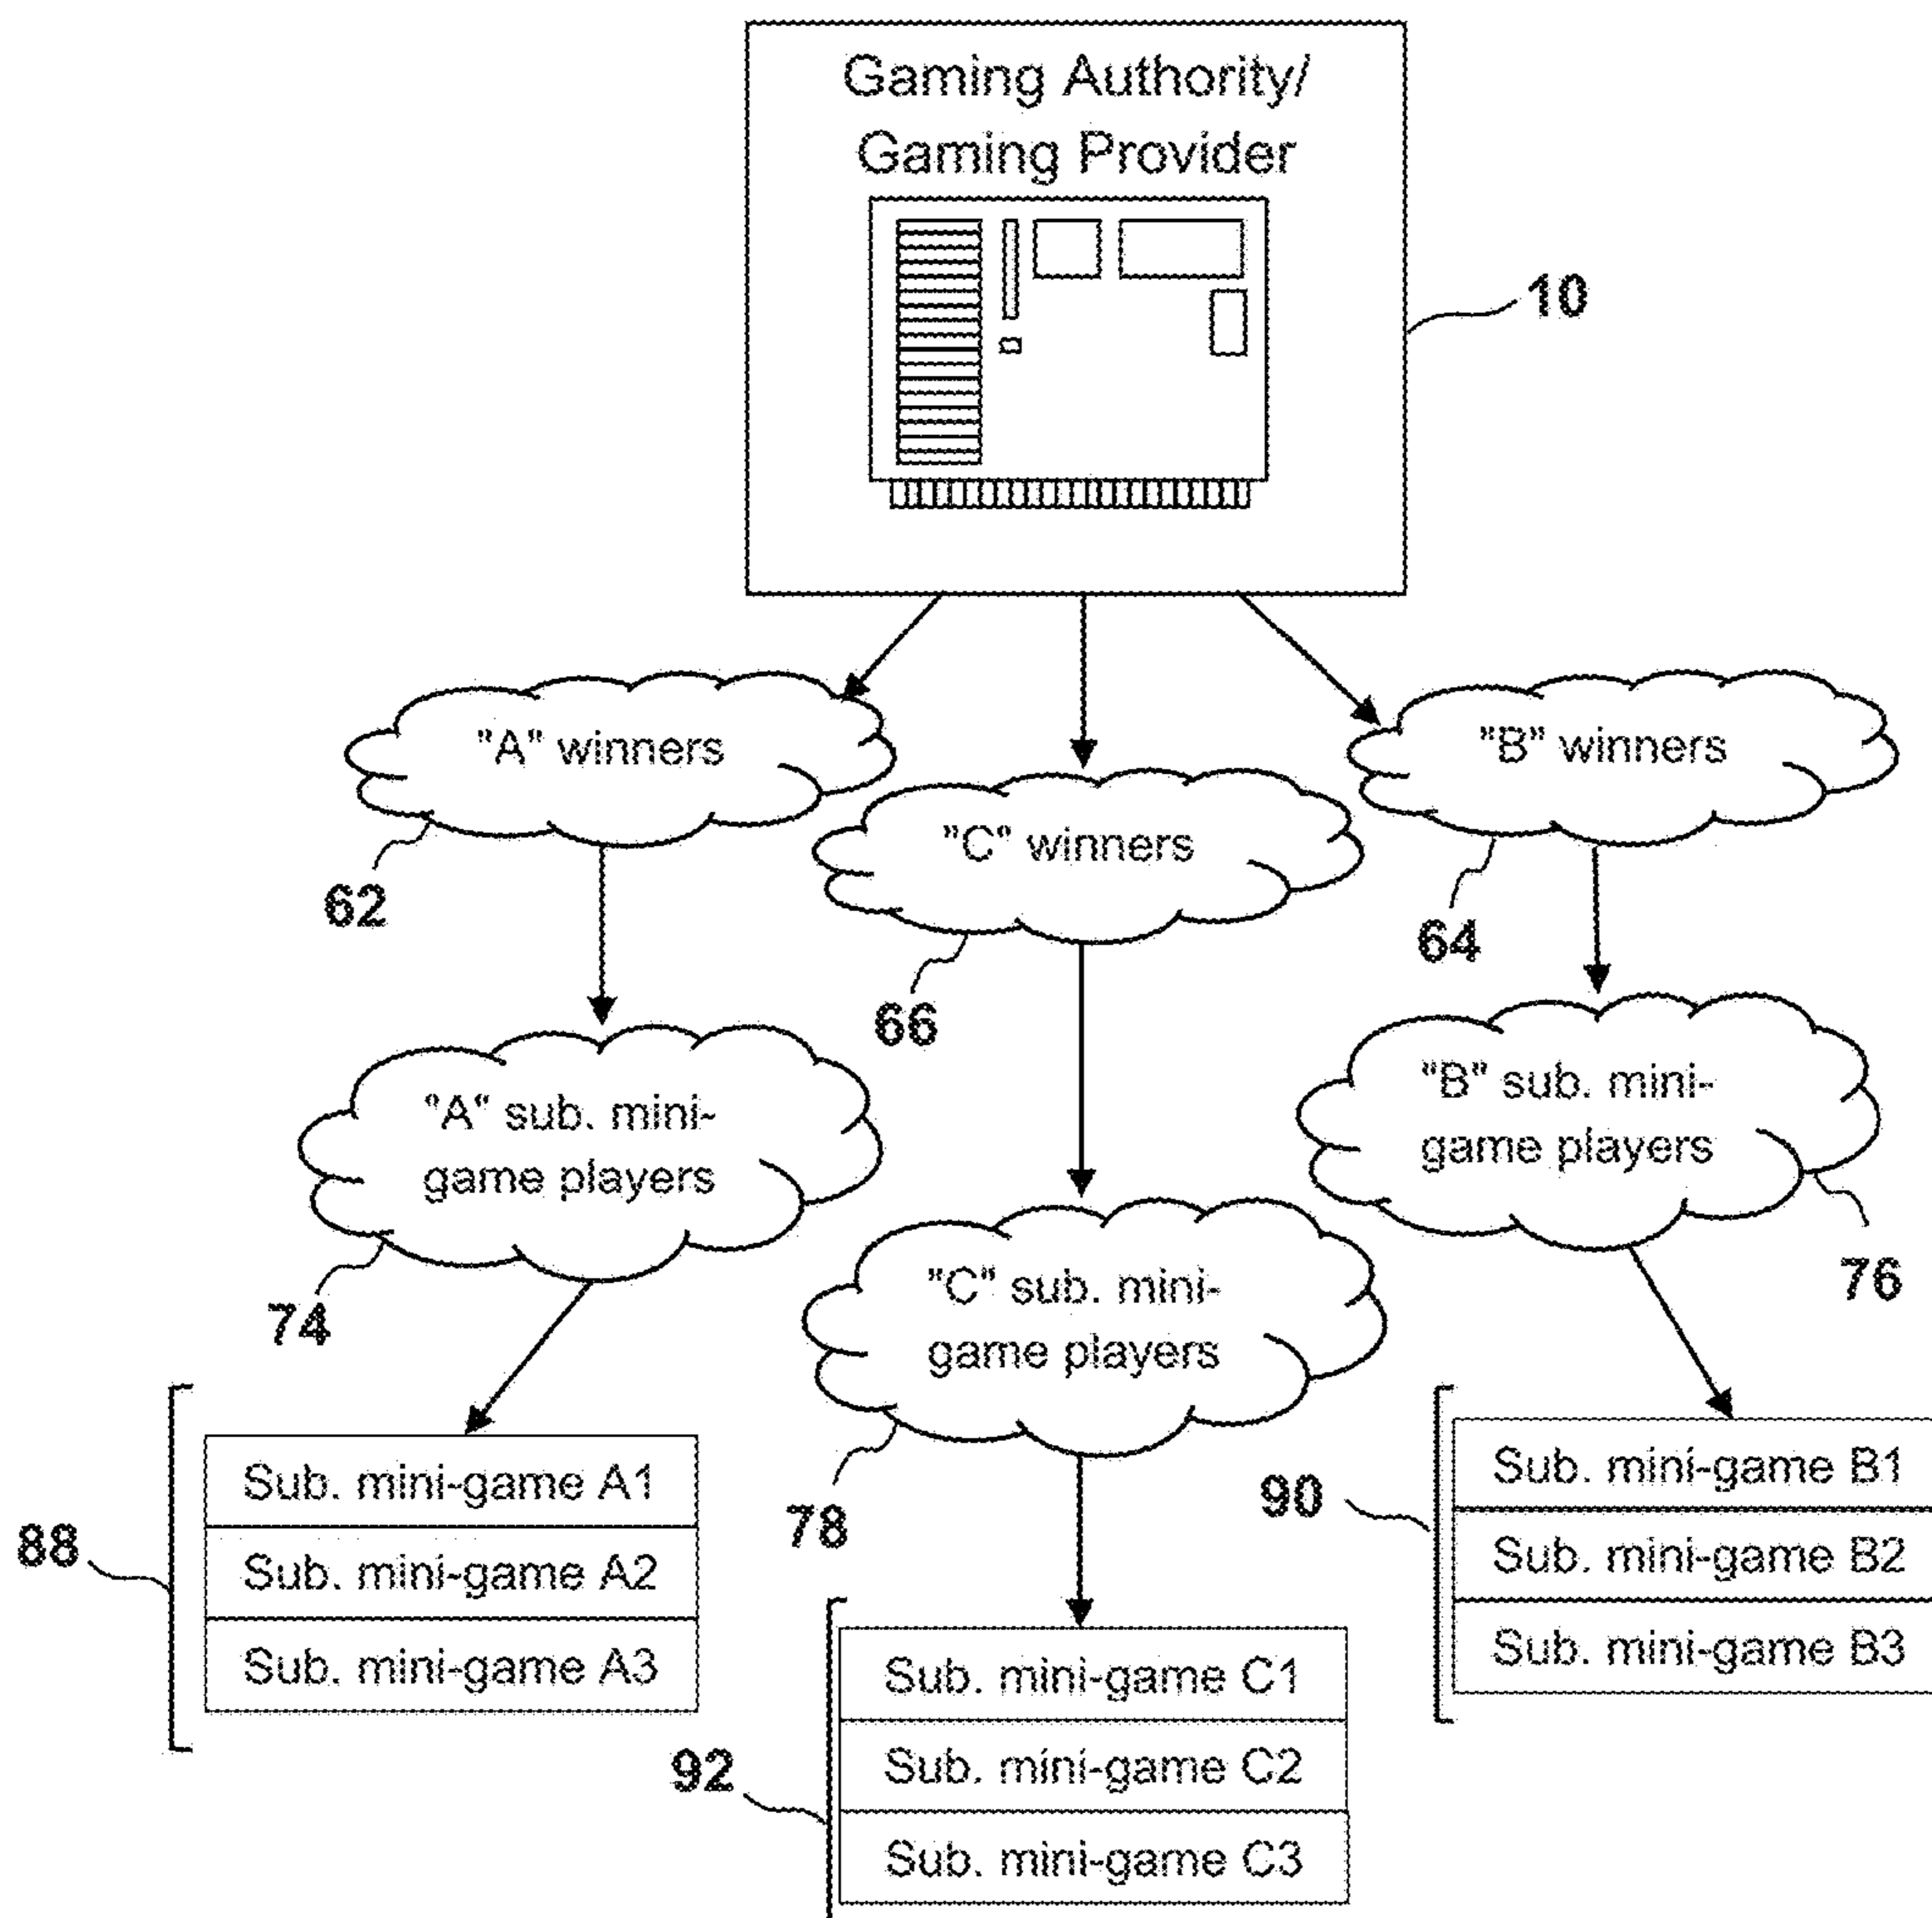 Gaming Authority/
Gaming Provider
10
"A" winners
"B" winners
"C" winners
62
64
66
"A" sub. mini-
game players
"B" sub. mini-
game players
"C" sub. mini-
game players
74
76
78
88
Sub. mini-game A1
Sub. mini-game A2
Sub. mini-game A3
90
Sub. mini-game B1
Sub. mini-game B2
Sub. mini-game B3
92
Sub. mini-game C1
Sub. mini-game C2
Sub. mini-game C3